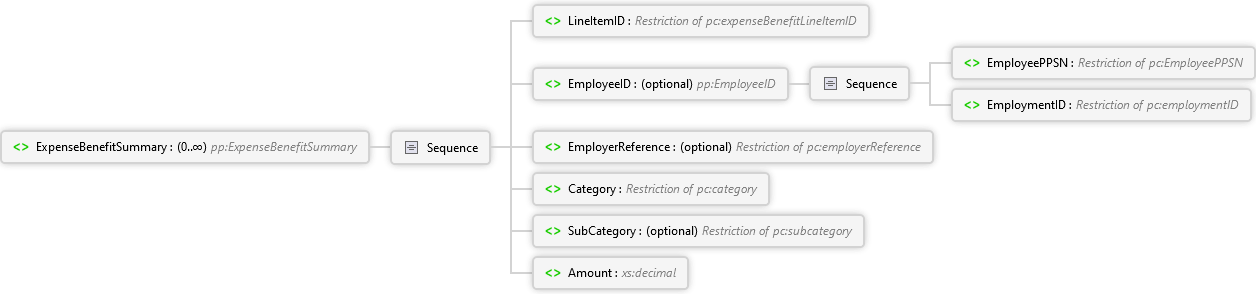 <> ExpenseBenefitSummary : (0..∞) pp:ExpenseBenefitSummary
Sequence
<> LineItemID : Restriction of pc:expenseBenefitLineItemID
<> EmployeeID : (optional) pp:EmployeeID
Sequence
<> EmployeePPSN : Restriction of pc:EmployeePPSN
<> EmploymentID : Restriction of pc:employmentID
<> EmployerReference : (optional) Restriction of pc:employerReference
<> Category : Restriction of pc:category
<> SubCategory : (optional) Restriction of pc:subcategory
<> Amount : xs:decimal